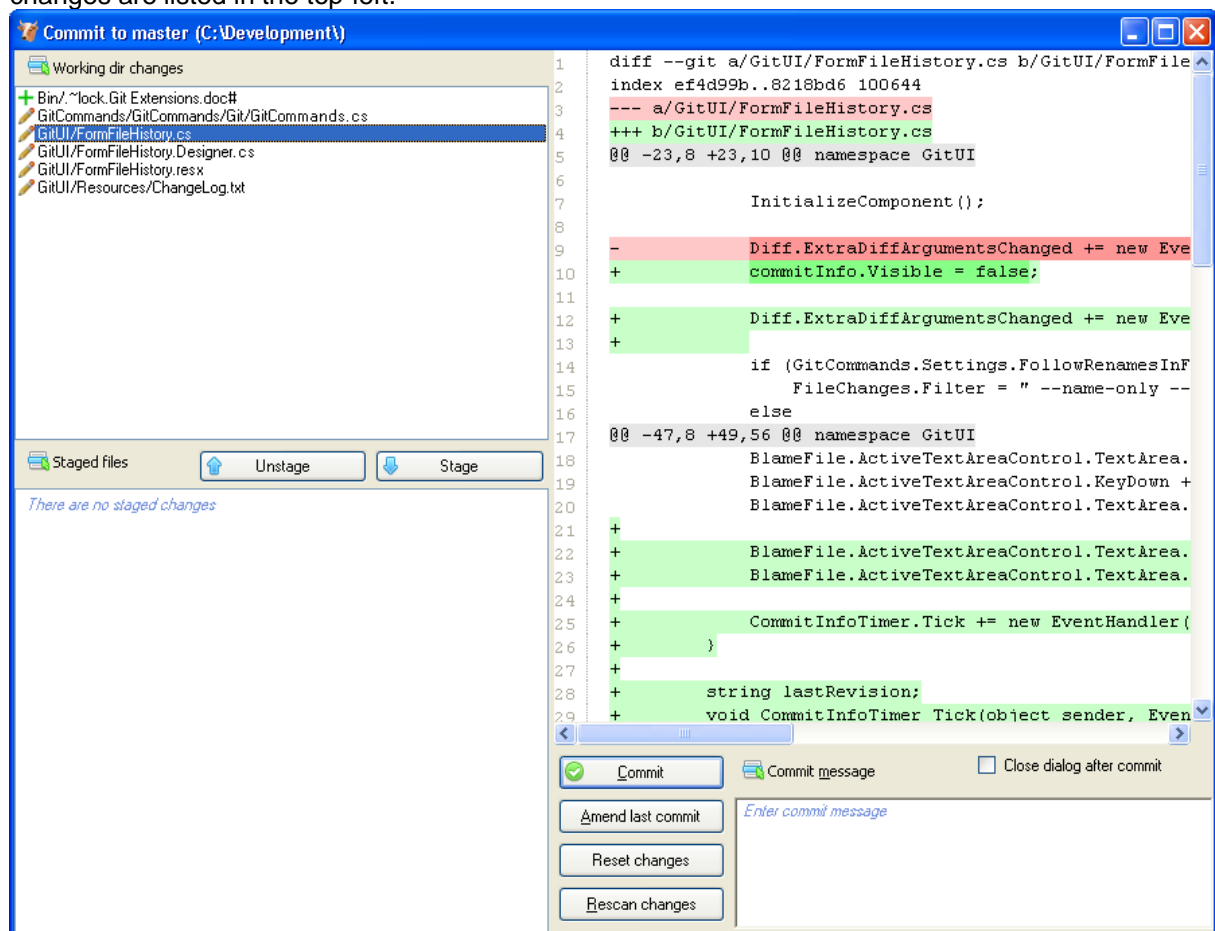 changes are listed in the top left.
Commit to master (C:\Development\)
Working dir changes
Bin/.~lock.Git Extensions.doc#
GitCommands/GitCommands/Git/GitCommands.cs
GitUI/FormFileHistory.cs
GitUI/FormFileHistory.Designer.cs
GitUI/FormFileHistory.resx
GitUI/Resources/ChangeLog.txt
Staged files
Unstage
Stage
There are no staged changes
1 diff --git a/GitUI/FormFileHistory.cs b/GitUI/FormFile
2 index ef4d99b..8218bd6 100644
3 --- a/GitUI/FormFileHistory.cs
4 +++ b/GitUI/FormFileHistory.cs
5 @@ -23,8 +23,10 @@ namespace GitUI
6
7 InitializeComponent();
8
9 - Diff.ExtraDiffArgumentsChanged += new Eve
10 + commitInfo.Visible = false;
11
12 + Diff.ExtraDiffArgumentsChanged += new Eve
13 +
14 if (GitCommands.Settings.FollowRenamesInF
15 FileChanges.Filter = " --name-only --
16 else
17 @@ -47,8 +49,56 @@ namespace GitUI
18 BlameFile.ActiveTextAreaControl.TextArea.
19 BlameFile.ActiveTextAreaControl.KeyDown +
20 BlameFile.ActiveTextAreaControl.TextArea.
21 +
22 + BlameFile.ActiveTextAreaControl.TextArea.
23 + BlameFile.ActiveTextAreaControl.TextArea.
24 +
25 + CommitInfoTimer.Tick += new EventHandler(
26 + }
27 +
28 + string lastRevision;
29 + void CommitInfoTimer_Tick(object sender, Even
Commit
Commit message
Close dialog after commit
Amend last commit
Enter commit message
Reset changes
Rescan changes